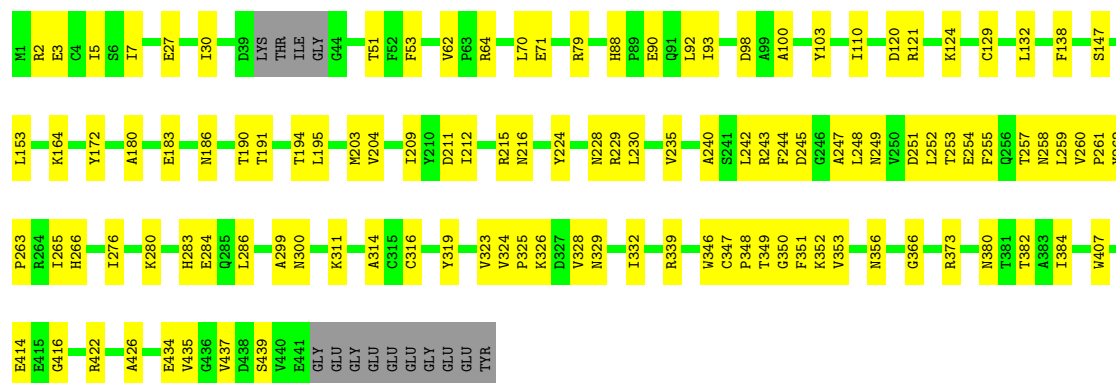 M1 R2 E3 C4 I5 S6 I7 E27 I30 D39 LYS THR ILE GLY G44 T51 F52 F53 V62 P63 R64 L70 E71 R79 H88 P89 E90 Q91 L92 I93 D98 A99 A100 Y103 I110 D120 R121 K124 C129 L132 F138 S147
L153 K164 Y172 A180 E183 N186 T190 T191 T194 L195 M203 V204 I209 Y210 D211 I212 R215 N216 Y224 N228 R229 L230 V235 A240 S241 L242 R243 F244 D245 G246 A247 L248 N249 V250 D251 L252 T253 E254 F255 Q256 T257 N258 L259 V260 P261
P263 R264 I265 H266 I276 K280 H283 E284 Q285 L286 A299 N300 K311 A314 C315 C316 Y319 V323 V324 P325 K326 D327 V328 N329 I332 R339 W346 C347 P348 T349 G350 F351 K352 V353 N356 G366 R373 N380 T381 T382 A383 I384 W407
E414 E415 G416 R422 A426 E434 V435 G436 V437 D438 S439 V440 E441 GLY GLU GLU GLU GLU GLY GLU GLU TYR